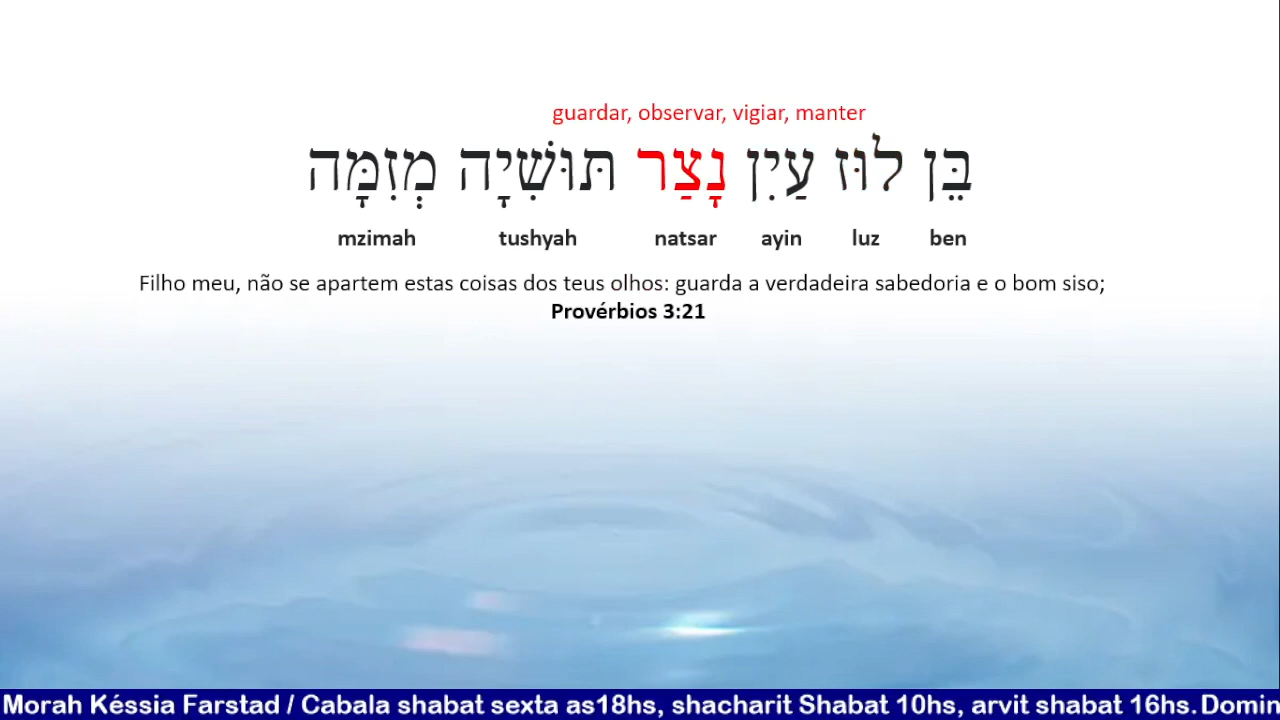 guardar, observar, vigiar, manter
בֵּן לוּז עַיִן נָצַר תּוּשִׁיָה מְזִמָּה
mzimah tushyah natsar ayin luz ben
Filho meu, não se apartem estas coisas dos teus olhos: guarda a verdadeira sabedoria e o bom siso;
Provérbios 3:21
Morah Késsia Farstad / Cabala shabat sexta as18hs, shacharit Shabat 10hs, arvit shabat 16hs. Domin